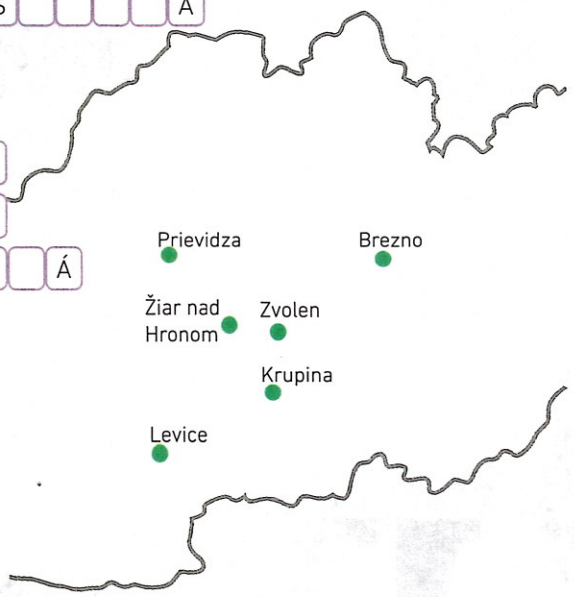 S A
Á
Prievidza
Brezno
Žiar nad
Hronom
Zvolen
Krupina
Levice